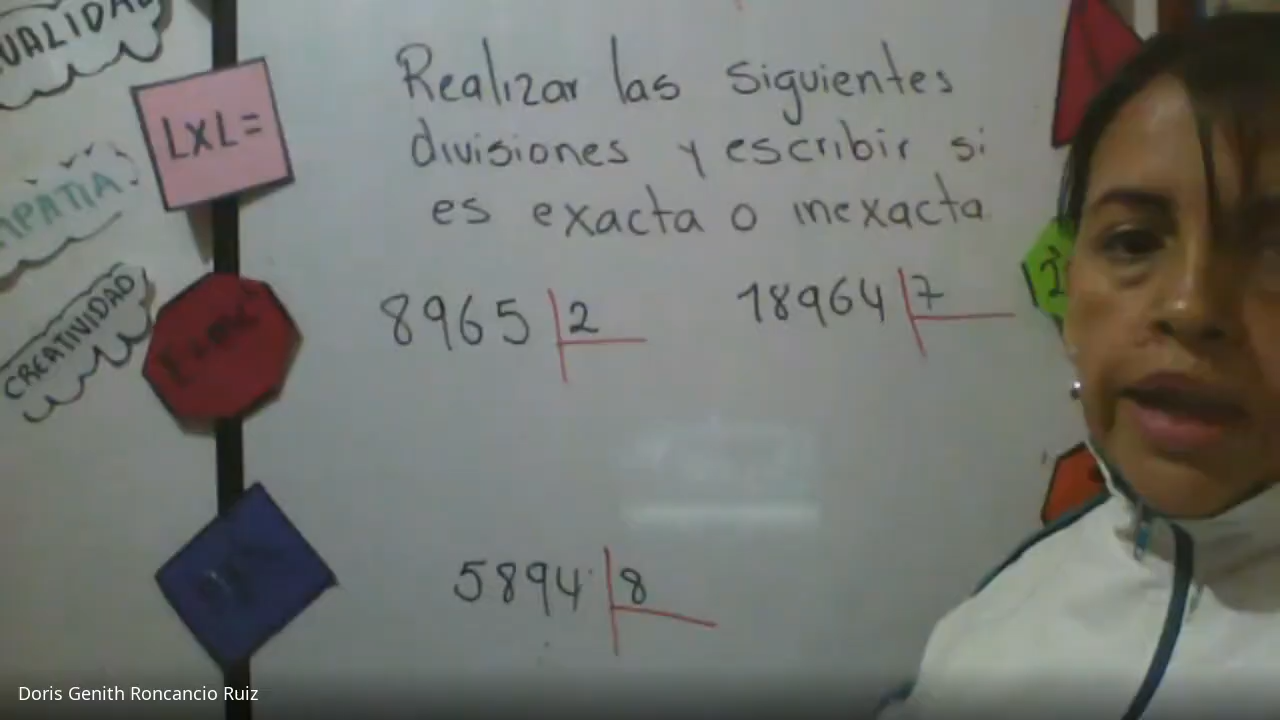 LXL=
CREATIVIDAD
Realizar las siguientes
divisiones y escribir si
es exacta o inexacta
8965 2
18964 7
2
5894 8
Doris Genith Roncancio Ruiz